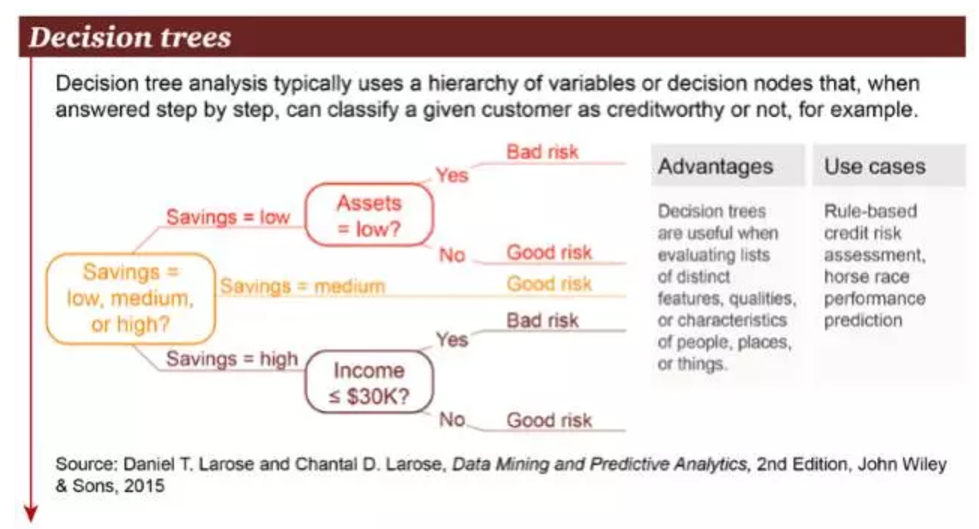 Decision trees
Decision tree analysis typically uses a hierarchy of variables or decision nodes that, when
answered step by step, can classify a given customer as creditworthy or not, for example.
Savings =
low, medium,
or high?
Savings = low
Assets
= low?
Yes
Bad risk
No
Good risk
Savings = medium
Good risk
Savings = high
Income
≤ $30K?
Yes
Bad risk
No
Good risk
Advantages
Decision trees
are useful when
evaluating lists
of distinct
features, qualities,
or characteristics
of people, places,
or things.
Use cases
Rule-based
credit risk
assessment,
horse race
performance
prediction
Source: Daniel T. Larose and Chantal D. Larose, Data Mining and Predictive Analytics, 2nd Edition, John Wiley
& Sons, 2015